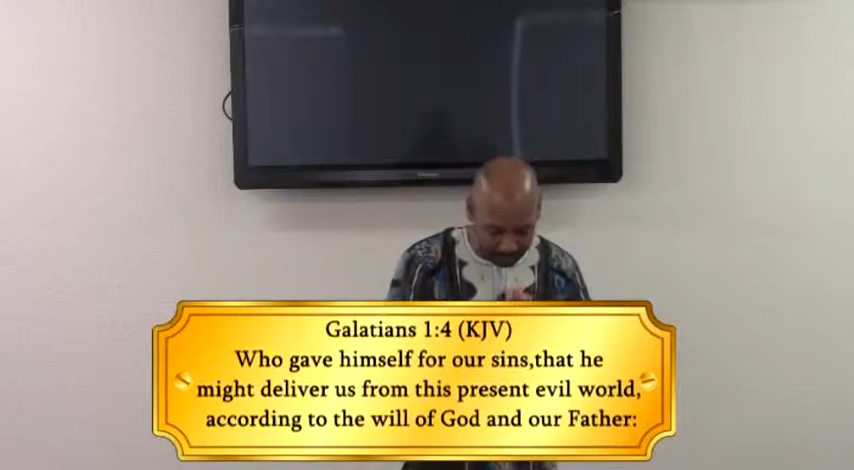 Galatians 1:4 (KJV)
Who gave himself for our sins,that he
might deliver us from this present evil world,
according to the will of God and our Father: